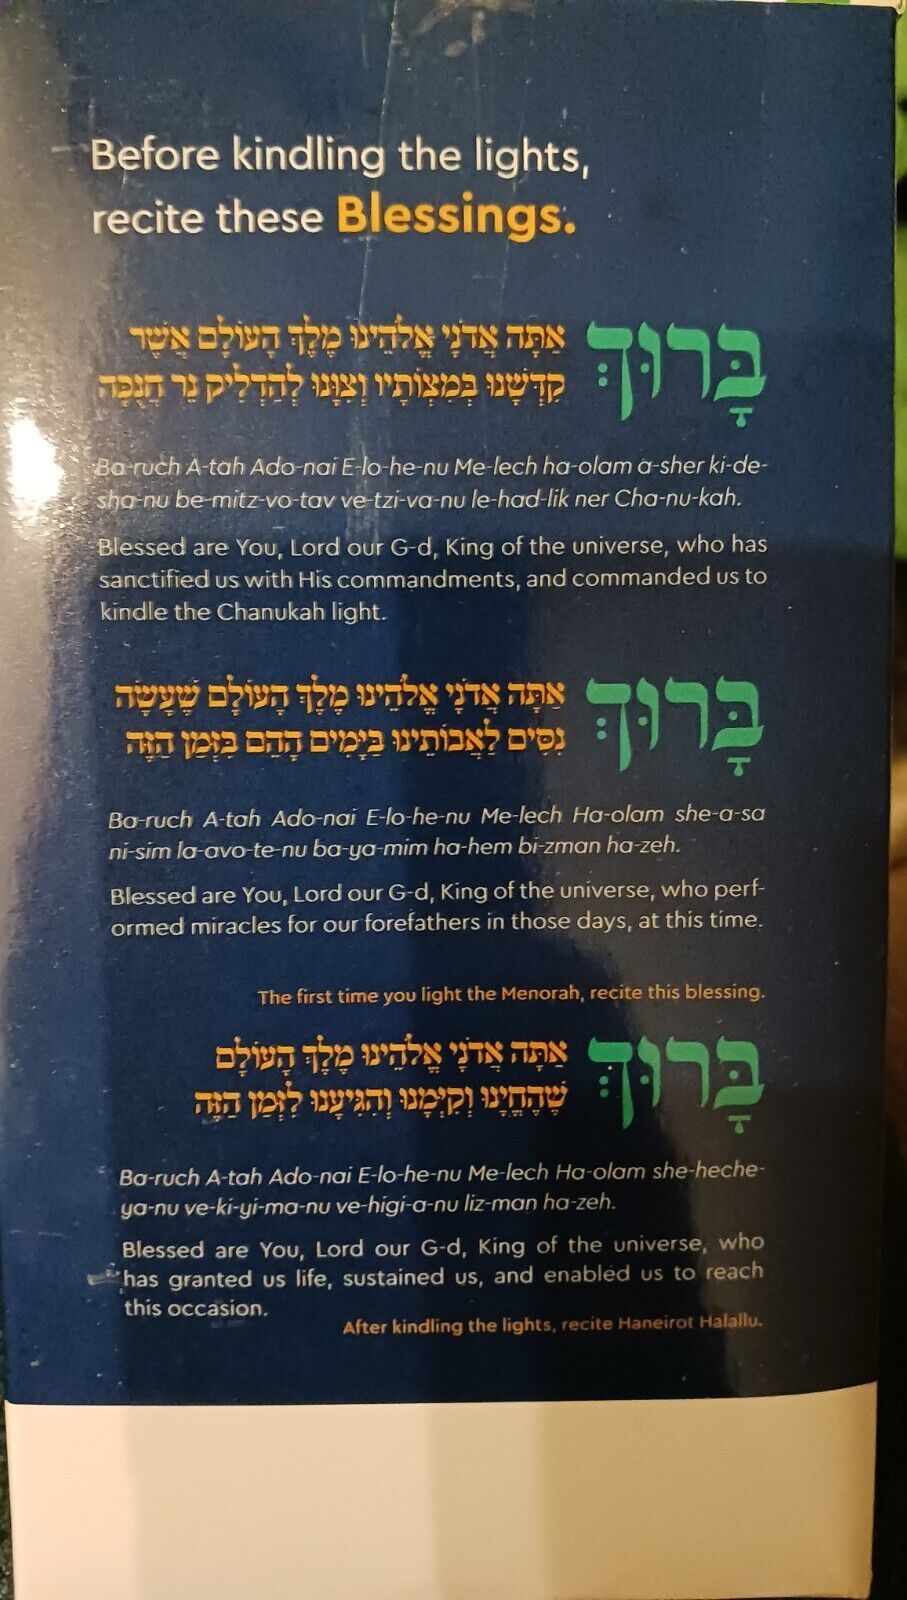 Before kindling the lights,
recite these Blessings.
בָּרוּךְ אַתָּה אֲדֹנָי אֱלֹהֵינוּ מֶלֶךְ הָעוֹלָם אֲשֶׁר
קִדְּשָׁנוּ בְּמִצְוֹתָיו וְצִוָּנוּ לְהַדְלִיק נֵר חֲנֻכָּה
Ba-ruch A-tah Ado-nai E-lo-he-nu Me-lech ha-olam a-sher ki-de-
sha-nu be-mitz-vo-tav ve-tzi-va-nu le-had-lik ner Cha-nu-kah.
Blessed are You, Lord our G-d, King of the universe, who has
sanctified us with His commandments, and commanded us to
kindle the Chanukah light.
בָּרוּךְ אַתָּה אֲדֹנָי אֱלֹהֵינוּ מֶלֶךְ הָעוֹלָם שֶׁעָשָׂה
נִסִּים לַאֲבוֹתֵינוּ בַּיָּמִים הָהֵם בִּזְּמַן הַזֶּה
Ba-ruch A-tah Ado-nai E-lo-he-nu Me-lech Ha-olam she-a-sa
ni-sim la-avo-te-nu ba-ya-mim ha-hem bi-zman ha-zeh.
Blessed are You, Lord our G-d, King of the universe, who perf-
ormed miracles for our forefathers in those days, at this time.
The first time you light the Menorah, recite this blessing.
בָּרוּךְ אַתָּה אֲדֹנָי אֱלֹהֵינוּ מֶלֶךְ הָעוֹלָם
שֶׁהֶחֱיָנוּ וְקִיְּמָנוּ וְהִגִּיעָנוּ לִזְמַן הַזֶּה
Ba-ruch A-tah Ado-nai E-lo-he-nu Me-lech Ha-olam she-heche-
ya-nu ve-ki-yi-ma-nu ve-higi-a-nu liz-man ha-zeh.
Blessed are You, Lord our G-d, King of the universe, who
has granted us life, sustained us, and enabled us to reach
this occasion.
After kindling the lights, recite Haneirot Halallu.